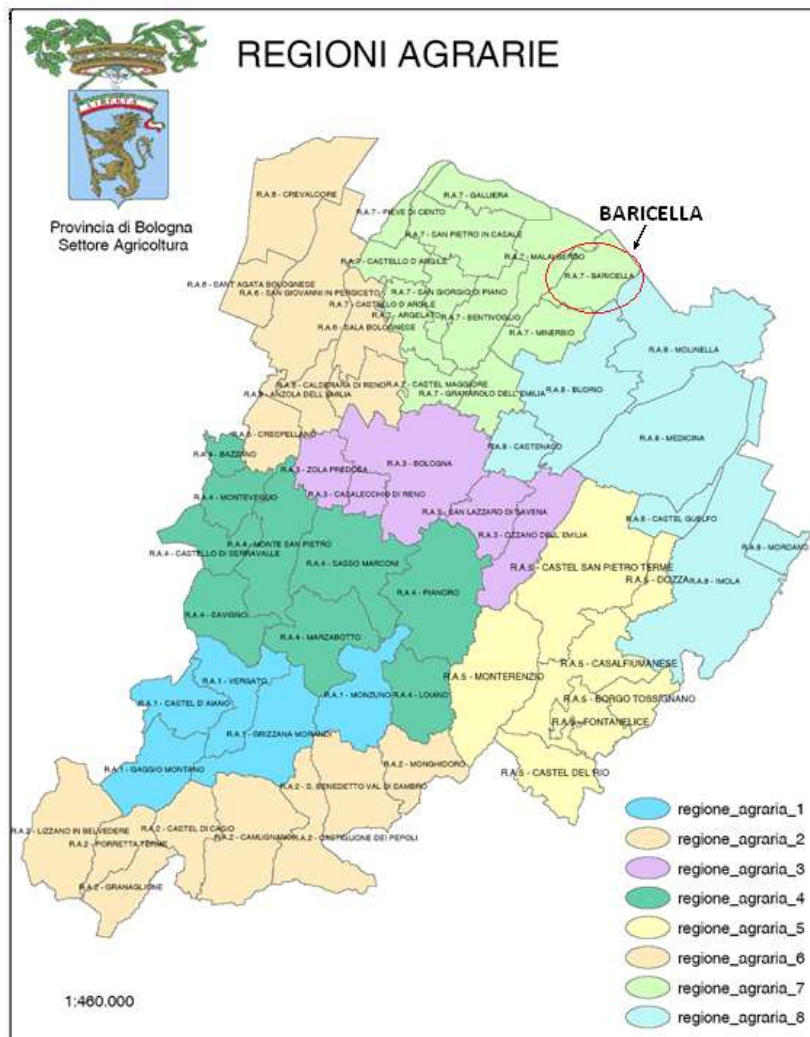 REGIONI AGRARIE
LIBERTAS
Provincia di Bologna
Settore Agricoltura
BARICELLA
R.A.6 - CREVALCORE
R.A.7 - GALLIERA
R.A.7 - PIEVE DI CENTO
R.A.7 - SAN PIETRO IN CASALE
R.A.7 - MALALBERGO
R.A.7 - CASTELLO D'ARGILE
R.A.7 - BARICELLA
R.A.6 - SANT'AGATA BOLOGNESE
R.A.6 - SAN GIOVANNI IN PERSICETO
R.A.7 - SAN GIORGIO DI PIANO
R.A.7 - CASTELLO D'ARGILE
R.A.7 - ARGELATO
R.A.7 - BENTIVOGLIO
R.A.6 - SALA BOLOGNESE
R.A.7 - MINERBIO
R.A.8 - MOLINELLA
R.A.6 - CALDERARA DI RENO
R.A.7 - CASTEL MAGGIORE
R.A.6 - ANZOLA DELL'EMILIA
R.A.7 - GRANAROLO DELL'EMILIA
R.A.8 - BUDRIO
R.A.6 - CRESPELLANO
R.A.8 - CASTENASO
R.A.8 - MEDICINA
R.A.4 - BAZZANO
R.A.3 - ZOLA PREDOSA
R.A.3 - BOLOGNA
R.A.4 - MONTEVEGLIO
R.A.3 - CASALECCHIO DI RENO
R.A.3 - SAN LAZZARO DI SAVENA
R.A.8 - CASTEL GUELFO
R.A.3 - OZZANO DELL'EMILIA
R.A.4 - MONTE SAN PIETRO
R.A.4 - CASTELLO DI SERRAVALLE
R.A.8 - MORDANO
R.A.4 - SASSO MARCONI
R.A.5 - CASTEL SAN PIETRO TERME
R.A.5 - DOZZA
R.A.8 - IMOLA
R.A.4 - PIANORO
R.A.4 - SAVIGNO
R.A.4 - MARZABOTTO
R.A.5 - CASALFIUMANESE
R.A.1 - VERGATO
R.A.5 - MONTERENZIO
R.A.1 - MONZUNO
R.A.4 - LOIANO
R.A.5 - BORGO TOSSIGNANO
R.A.1 - CASTEL D'AIANO
R.A.5 - FONTANELICE
R.A.1 - GRIZZANA MORANDI
R.A.2 - MONGHIDORO
R.A.1 - GAGGIO MONTANO
R.A.5 - CASTEL DEL RIO
R.A.2 - S. BENEDETTO VAL DI SAMBRO
R.A.2 - LIZZANO IN BELVEDERE
R.A.2 - CASTEL DI CASIO
R.A.2 - CAMUGNANO
R.A.2 - CASTIGLIONE DEI PEPOLI
R.A.2 - PORRETTA TERME
R.A.2 - GRANAGLIONE
regione_agraria_1
regione_agraria_2
regione_agraria_3
regione_agraria_4
regione_agraria_5
regione_agraria_6
regione_agraria_7
regione_agraria_8
1:460.000